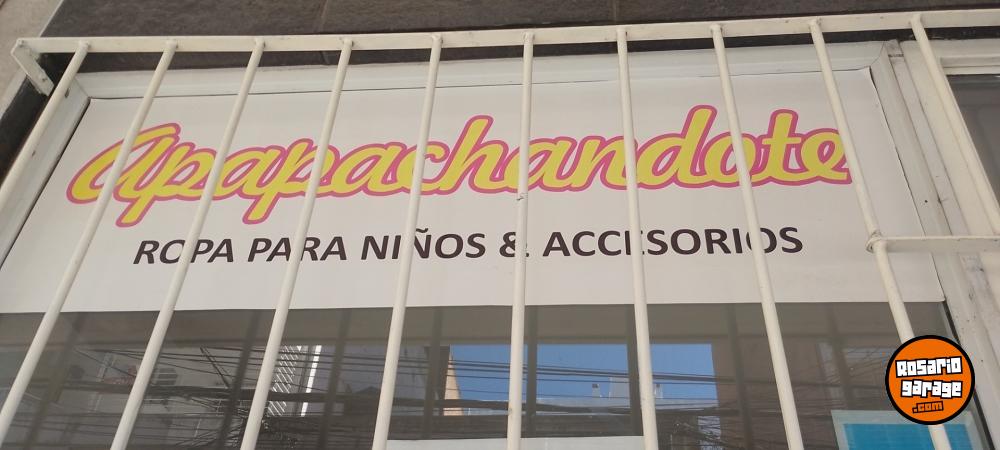 Apapachandote
ROPA PARA NIÑOS & ACCESORIOS
Rosario
garage
.com